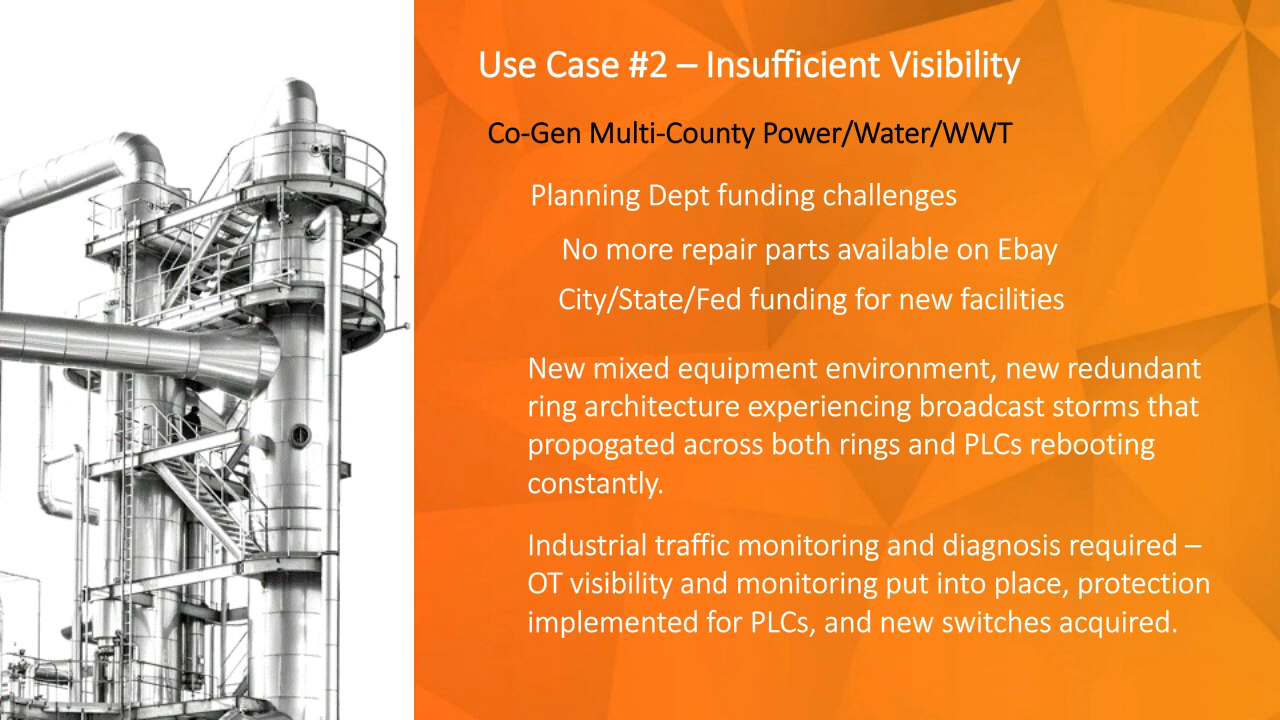 Use Case #2 – Insufficient Visibility
Co-Gen Multi-County Power/Water/WWT
Planning Dept funding challenges
No more repair parts available on Ebay
City/State/Fed funding for new facilities
New mixed equipment environment, new redundant
ring architecture experiencing broadcast storms that
propogated across both rings and PLCs rebooting
constantly.
Industrial traffic monitoring and diagnosis required –
OT visibility and monitoring put into place, protection
implemented for PLCs, and new switches acquired.